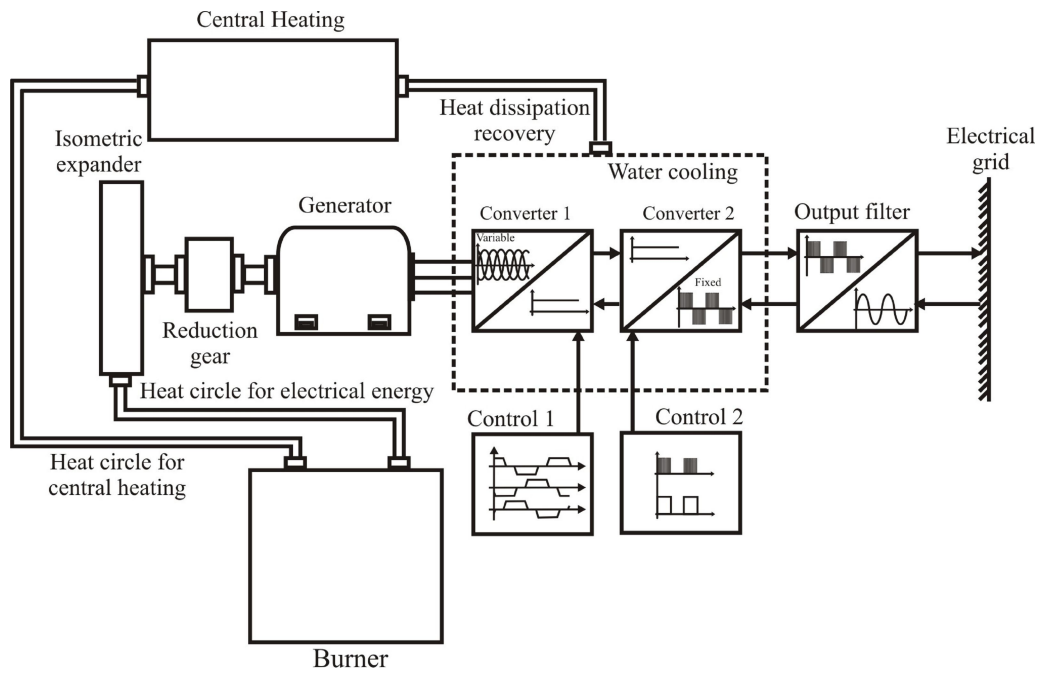 Central Heating
Heat dissipation
recovery
Isometric
expander
Electrical
grid
Water cooling
Generator
Converter 1
Converter 2
Output filter
Variable
Fixed
Reduction
gear
Heat circle for electrical energy
Control 1
Control 2
Heat circle for
central heating
Burner